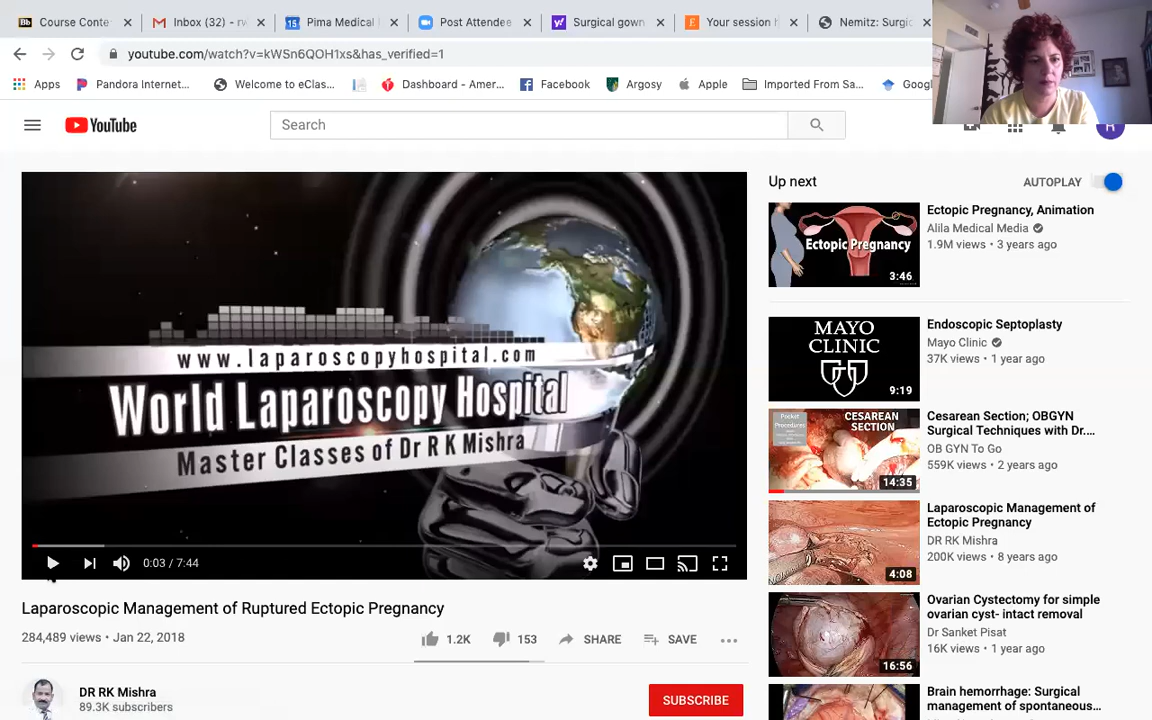 Bb Course Conten
Inbox (32) - rv
15 Pima Medical
Post Attendee
Surgical gown
E Your session h
Nemitz: Surgic
youtube.com/watch?v=kWSn6QOH1xs&has_verified=1
Apps
Pandora Internet...
Welcome to eClas...
Dashboard - Amer...
Facebook
Argosy
Apple
Imported From Sa...
Googl
YouTube
Search
www.laparoscopyhospital.com
World Laparoscopy Hospital
Master Classes of Dr R K Mishra
0:03 / 7:44
Laparoscopic Management of Ruptured Ectopic Pregnancy
284,489 views • Jan 22, 2018
1.2K
153
SHARE
SAVE
DR RK Mishra
89.3K subscribers
SUBSCRIBE
Up next
AUTOPLAY
Ectopic Pregnancy
3:46
Ectopic Pregnancy, Animation
Alila Medical Media
1.9M views • 3 years ago
MAYO
CLINIC
9:19
Endoscopic Septoplasty
Mayo Clinic
37K views • 1 year ago
Pocket
Procedures
CESAREAN
SECTION
14:35
Cesarean Section; OBGYN
Surgical Techniques with Dr....
OB GYN To Go
559K views • 2 years ago
4:08
Laparoscopic Management of
Ectopic Pregnancy
DR RK Mishra
200K views • 8 years ago
16:56
Ovarian Cystectomy for simple
ovarian cyst- intact removal
Dr Sanket Pisat
16K views • 1 year ago
Brain hemorrhage: Surgical
management of spontaneous...